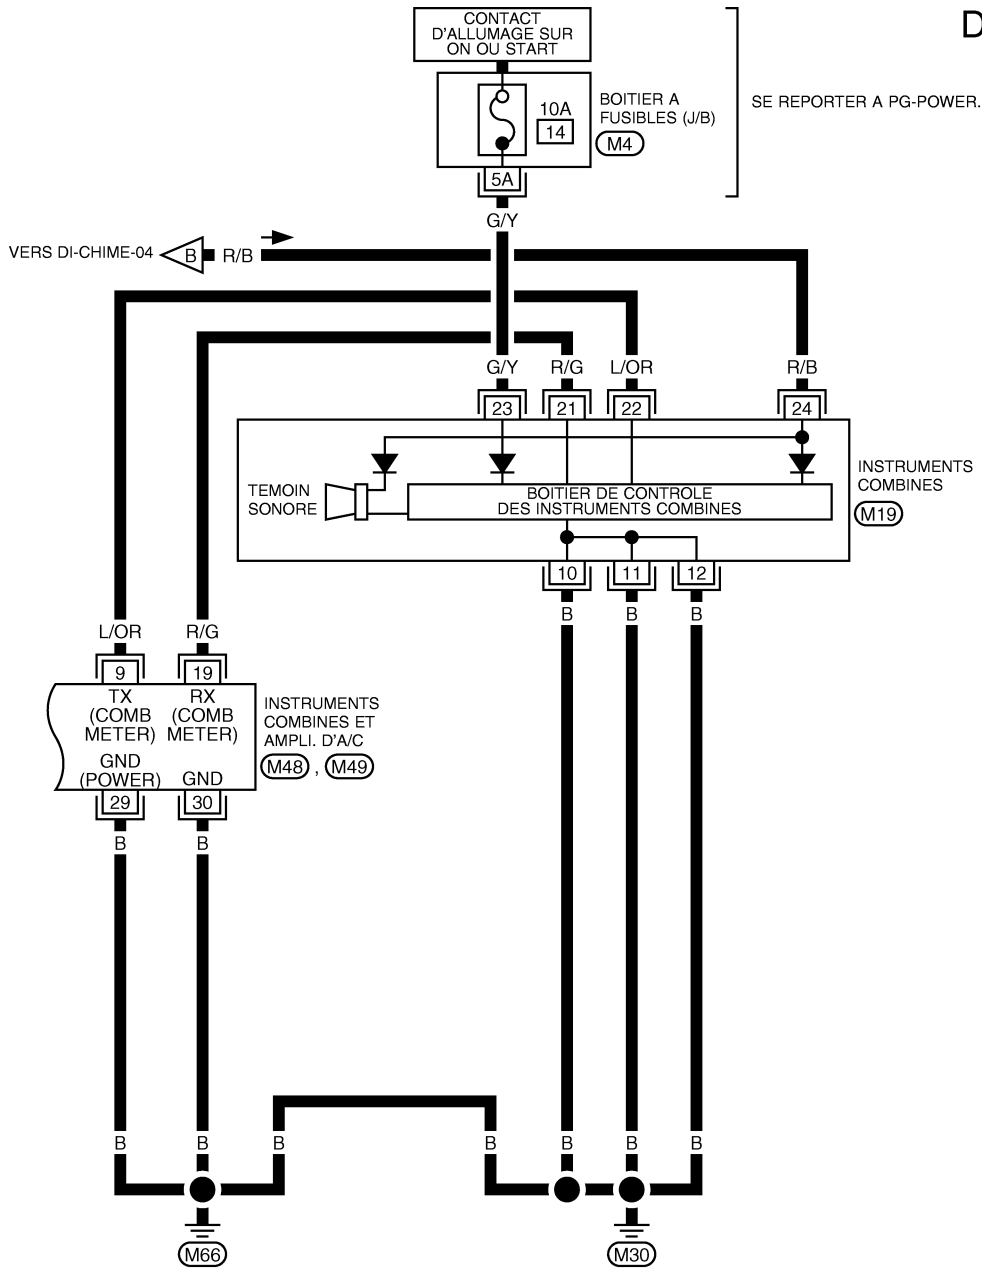 CONTACT
D'ALLUMAGE SUR
ON OU START
D
10A
14
BOITIER A
FUSIBLES (J/B)
M4
SE REPORTER A PG-POWER.
5A
G/Y
VERS DI-CHIME-04
B
R/B
G/Y
R/G
L/OR
R/B
23
21
22
24
TEMOIN
SONORE
BOITIER DE CONTROLE
DES INSTRUMENTS COMBINES
INSTRUMENTS
COMBINES
M19
10
11
12
B
B
B
L/OR
R/G
9
19
TX
(COMB
METER)
RX
(COMB
METER)
GND
(POWER)
GND
INSTRUMENTS
COMBINES ET
AMPLI. D'A/C
M48 , M49
29
30
B
B
B
B
B
B
B
B
B
M66
M30